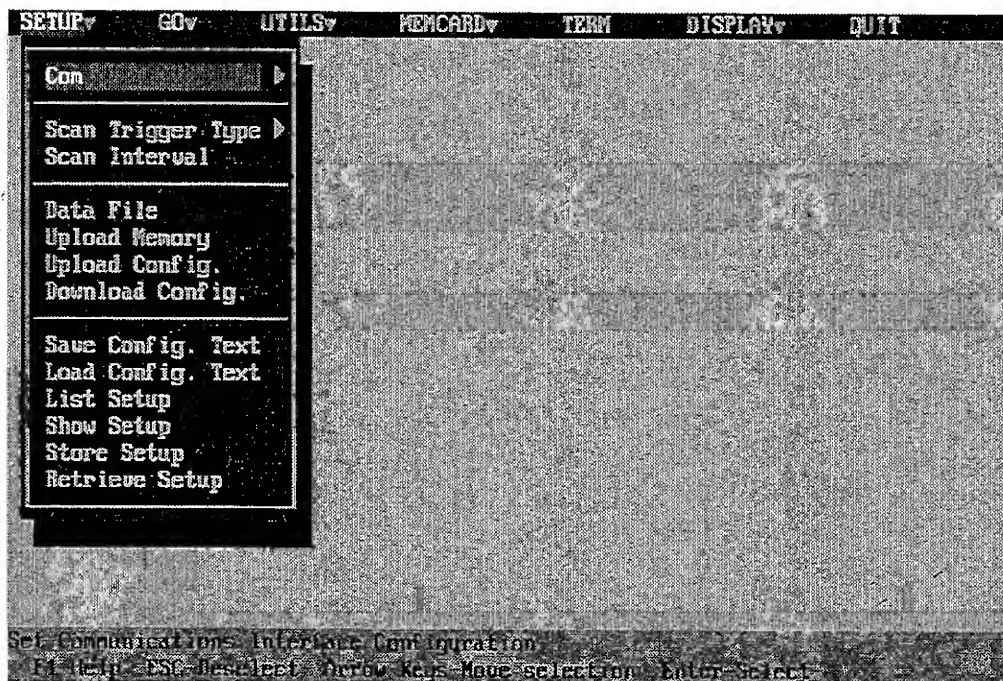 SETUP▾ GO▾ UTILS▾ MEMCARD▾ TERM DISPLAY▾ QUIT
Com
Scan Trigger Type
Scan Interval
Data File
Upload Memory
Upload Config.
Download Config.
Save Config. Text
Load Config. Text
List Setup
Show Setup
Store Setup
Retrieve Setup
Set Communications Interface Configuration
F1-Help ESC-Deselect Arrow Keys-Move selection Enter-Select